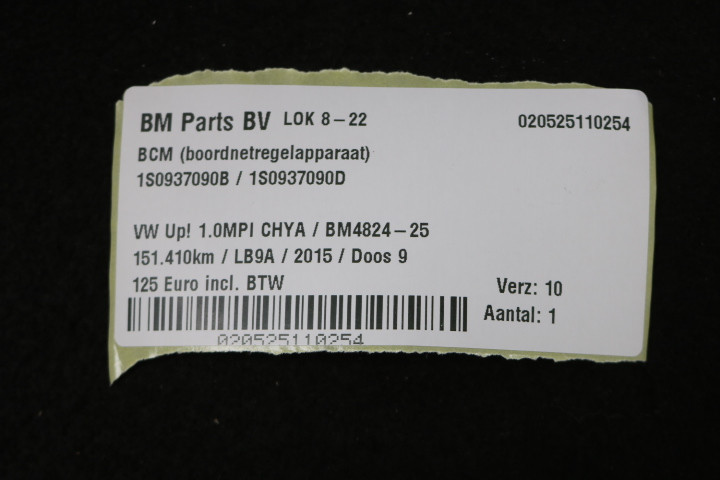 BM Parts BV LOK 8-22 020525110254
BCM (boordnetregelapparaat)
1S0937090B / 1S0937090D
VW Up! 1.0MPI CHYA / BM4824-25
151.410km / LB9A / 2015 / Doos 9
125 Euro incl. BTW Verz: 10
Aantal: 1
020525110254